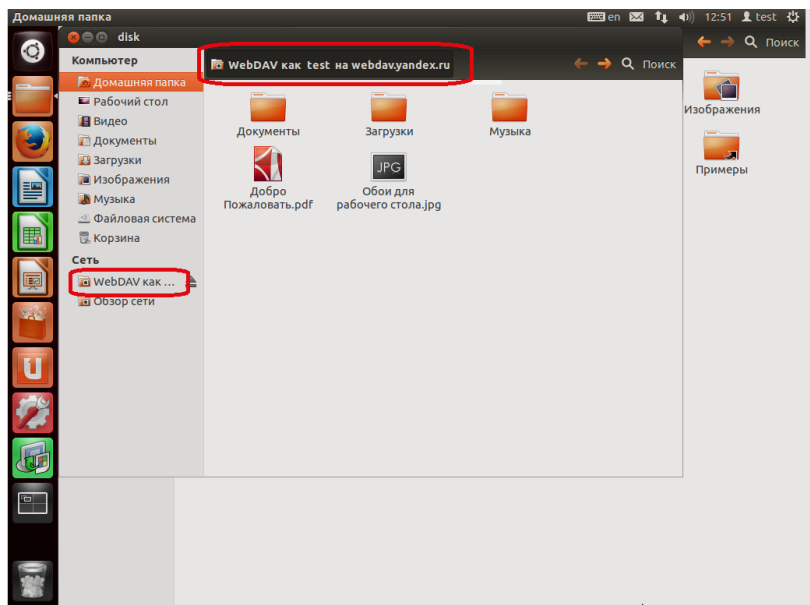 Домашняя папка
en
12:51
test
disk
Поиск
Компьютер
WebDAV как test на webdav.yandex.ru
Поиск
Домашняя папка
Рабочий стол
Видео
Документы
Загрузки
Изображения
Музыка
Файловая система
Корзина
Сеть
WebDAV как ...
Обзор сети
Документы
Загрузки
Музыка
JPG
Добро
Пожаловать.pdf
Обои для
рабочего стола.jpg
Изображения
Примеры